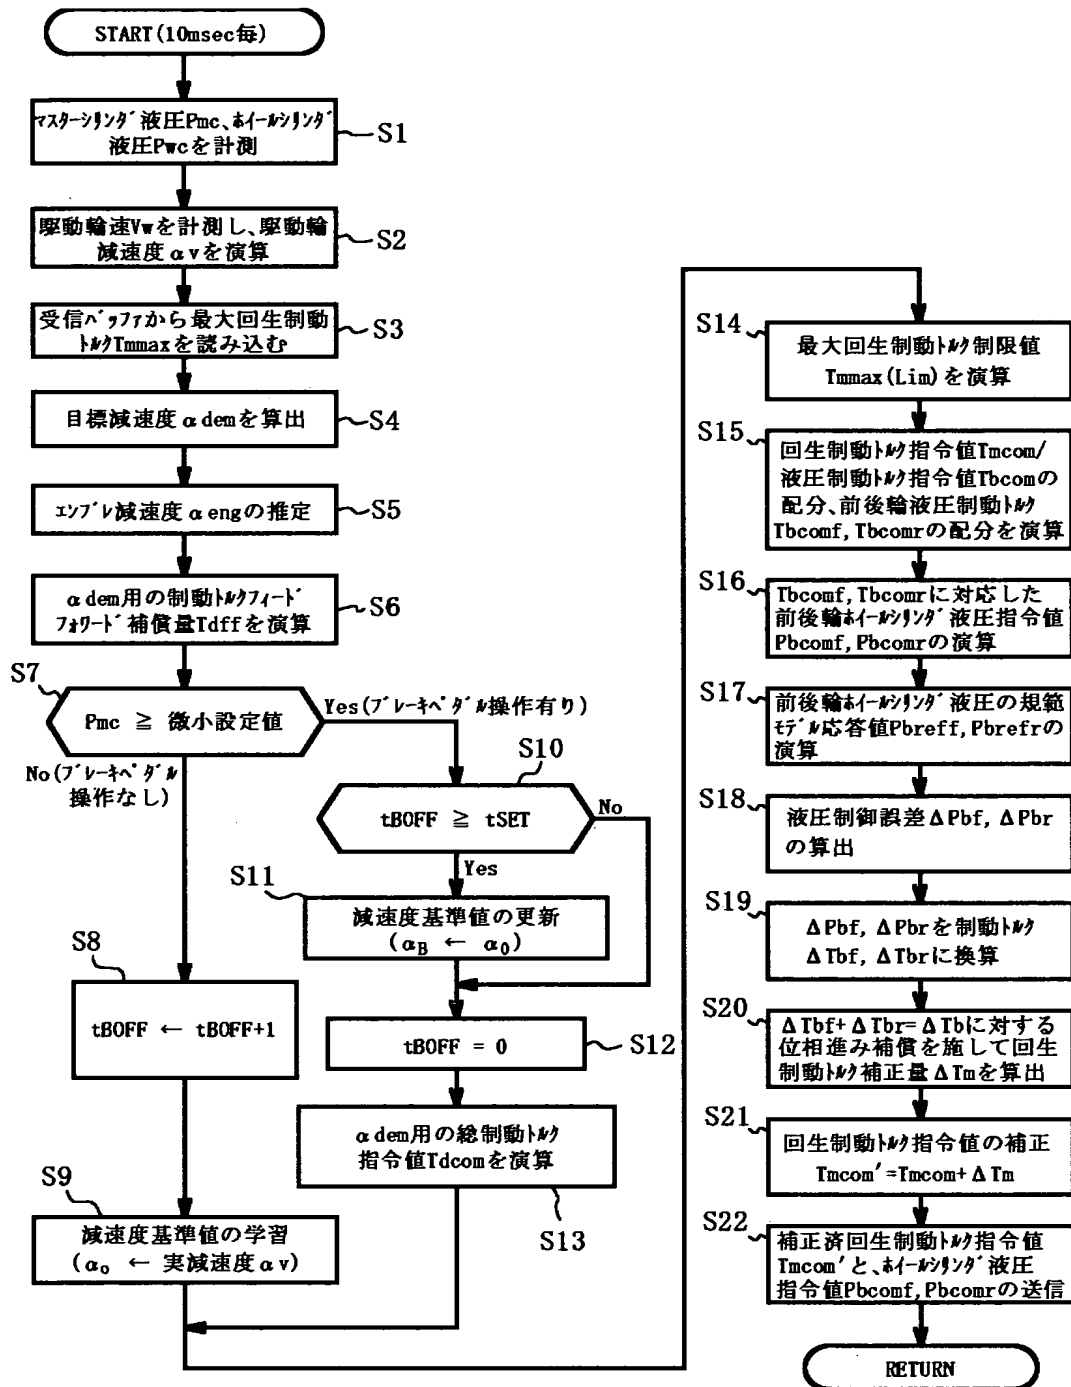 START(10msec毎)
マスターシリンダ液圧Pmc、ホイールシリンダ
液圧Pwcを計測
S1
駆動輪速Vwを計測し、駆動輪
減速度αvを演算
S2
受信バッファから最大回生制動
トルクTmmaxを読み込む
S3
目標減速度αdemを算出
S4
エンブレ減速度αengの推定
S5
αdem用の制動トルクフィード
フォワード補償量Tdffを演算
S6
S7
Pmc ≧ 微小設定値
Yes(ブレーキペダル操作有り)
No(ブレーキペダル
操作なし)
S10
tBOFF ≧ tSET
No
Yes
S11
減速度基準値の更新
(αB ← α0)
S8
tBOFF ← tBOFF+1
tBOFF = 0
S12
αdem用の総制動トルク
指令値Tdcomを演算
S13
S9
減速度基準値の学習
(αo ← 実減速度αv)
S14
最大回生制動トルク制限値
Tmmax(Lim)を演算
S15
回生制動トルク指令値Tmcom/
液圧制動トルク指令値Tbcomの
配分、前後輪液圧制動トルク
Tbcomf,Tbcomrの配分を演算
S16
Tbcomf,Tbcomrに対応した
前後輪ホイールシリンダ液圧指令値
Pbcomf,Pbcomrの演算
S17
前後輪ホイールシリンダ液圧の規範
モデル応答値Pbreff,Pbrefrの
演算
S18
液圧制御誤差ΔPbf,ΔPbr
の算出
S19
ΔPbf,ΔPbrを制動トルク
ΔTbf,ΔTbrに換算
S20
ΔTbf+ΔTbr=ΔTbに対する
位相進み補償を施して回生
制動トルク補正量ΔTmを算出
S21
回生制動トルク指令値の補正
Tmcom'=Tmcom+ΔTm
S22
補正済回生制動トルク指令値
Tmcom'と、ホイールシリンダ液圧
指令値Pbcomf,Pbcomrの送信
RETURN